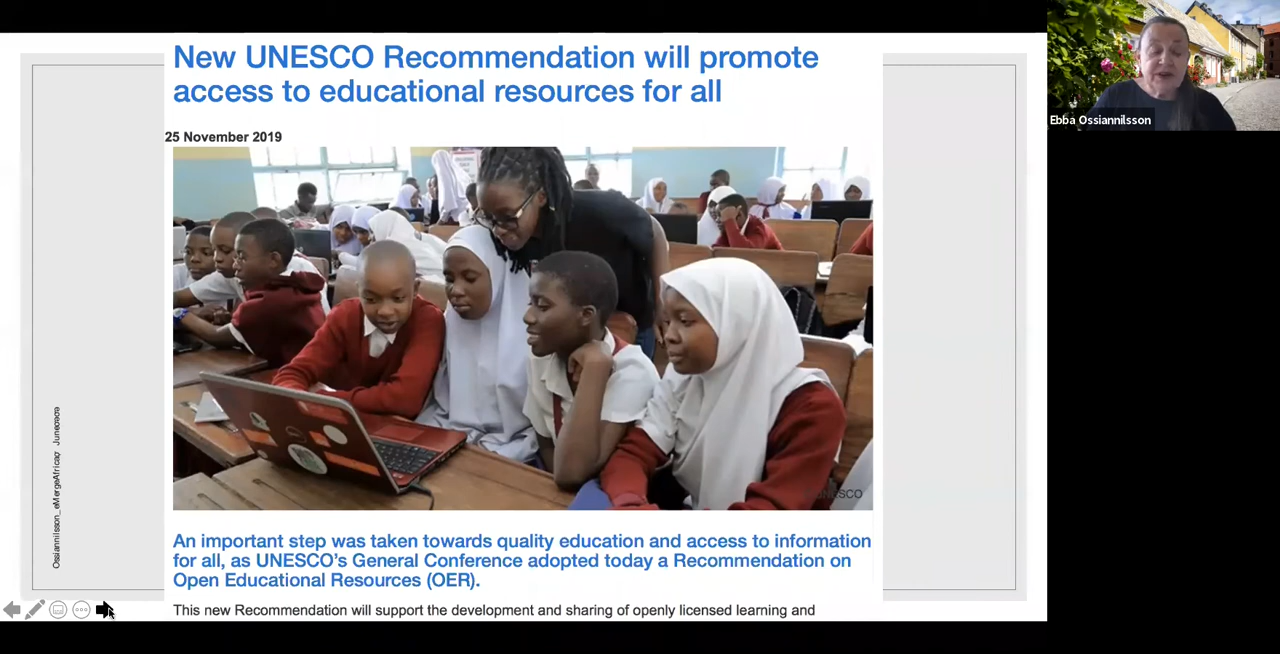 New UNESCO Recommendation will promote
access to educational resources for all
25 November 2019
Ebba Ossiannilsson
An important step was taken towards quality education and access to information
for all, as UNESCO's General Conference adopted today a Recommendation on
Open Educational Resources (OER).
This new Recommendation will support the development and sharing of openly licensed learning and